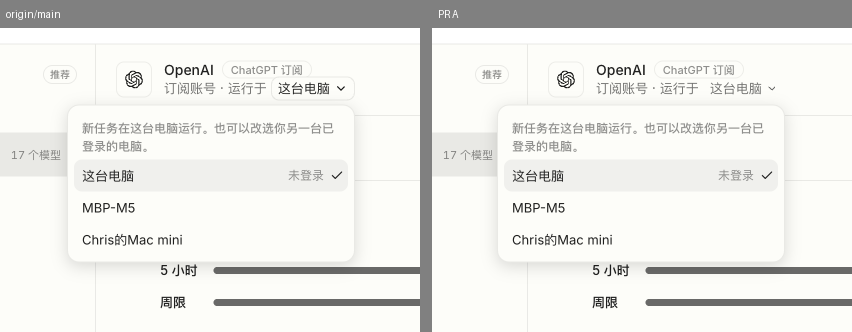 origin/main
推荐
OpenAI ChatGPT 订阅
订阅账号 · 运行于 这台电脑
新任务在这台电脑运行。也可以改选你另一台已
登录的电脑。
17 个模型
这台电脑 未登录
MBP-M5
Chris的Mac mini
5 小时
周限
PRA
推荐
OpenAI ChatGPT 订阅
订阅账号 · 运行于 这台电脑
新任务在这台电脑运行。也可以改选你另一台已
登录的电脑。
17 个模型
这台电脑 未登录
MBP-M5
Chris的Mac mini
5 小时
周限